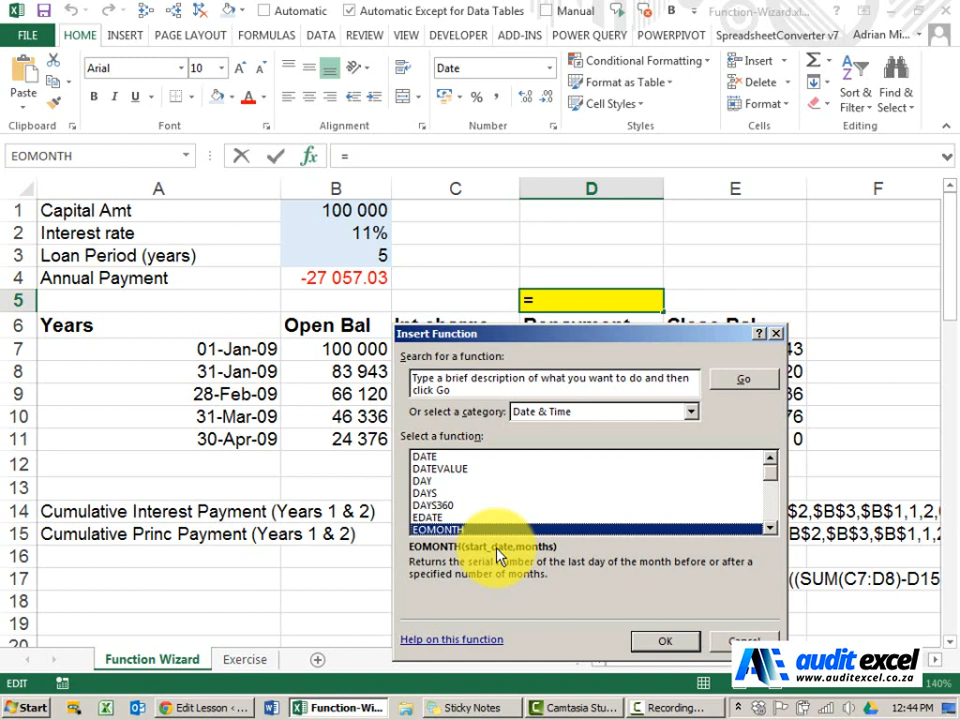 Automatic Automatic Except for Data Tables Manual B Function-Wizard.xl... ?
FILE HOME INSERT PAGE LAYOUT FORMULAS DATA REVIEW VIEW DEVELOPER ADD-INS POWER QUERY POWERPIVOT SpreadsheetConverter v7 Adrian Mi...
Paste Arial 10 Date Conditional Formatting Insert
B I U A % Format as Table Delete Sort & Filter Find & Select
Cell Styles Format
Clipboard Font Alignment Number Styles Cells Editing
EOMONTH fx =
A B C D E F
1 Capital Amt 100 000
2 Interest rate 11%
3 Loan Period (years) 5
4 Annual Payment -27 057.03
5 =
6 Years Open Bal
7 01-Jan-09 100 000 43
8 31-Jan-09 83 943 20
9 28-Feb-09 66 120
10 31-Mar-09 46 336 76
11 30-Apr-09 24 376 0
12
13
14 Cumulative Interest Payment (Years 1 & 2) $2,$B$3,$B$1,1,2,
15 Cumulative Princ Payment (Years 1 & 2) B$2,$B$3,$B$1,1,2,
16
17 ((SUM(C7:D8)-D15
18
19
20
Insert Function ?
Search for a function:
Type a brief description of what you want to do and then click Go
Go
Or select a category: Date & Time
Select a function:
DATE
DATEVALUE
DAY
DAYS
DAYS360
EDATE
EOMONTH
EOMONTH(start_date,months)
Returns the serial number of the last day of the month before or after a
specified number of months.
Help on this function OK Cancel
Function Wizard Exercise
audit excel
www.auditexcel.co.za
EDIT 140%
Start Edit Lesson - ... Function-Wi... Sticky Notes Camtasia Stu... Recording... 12:44 PM